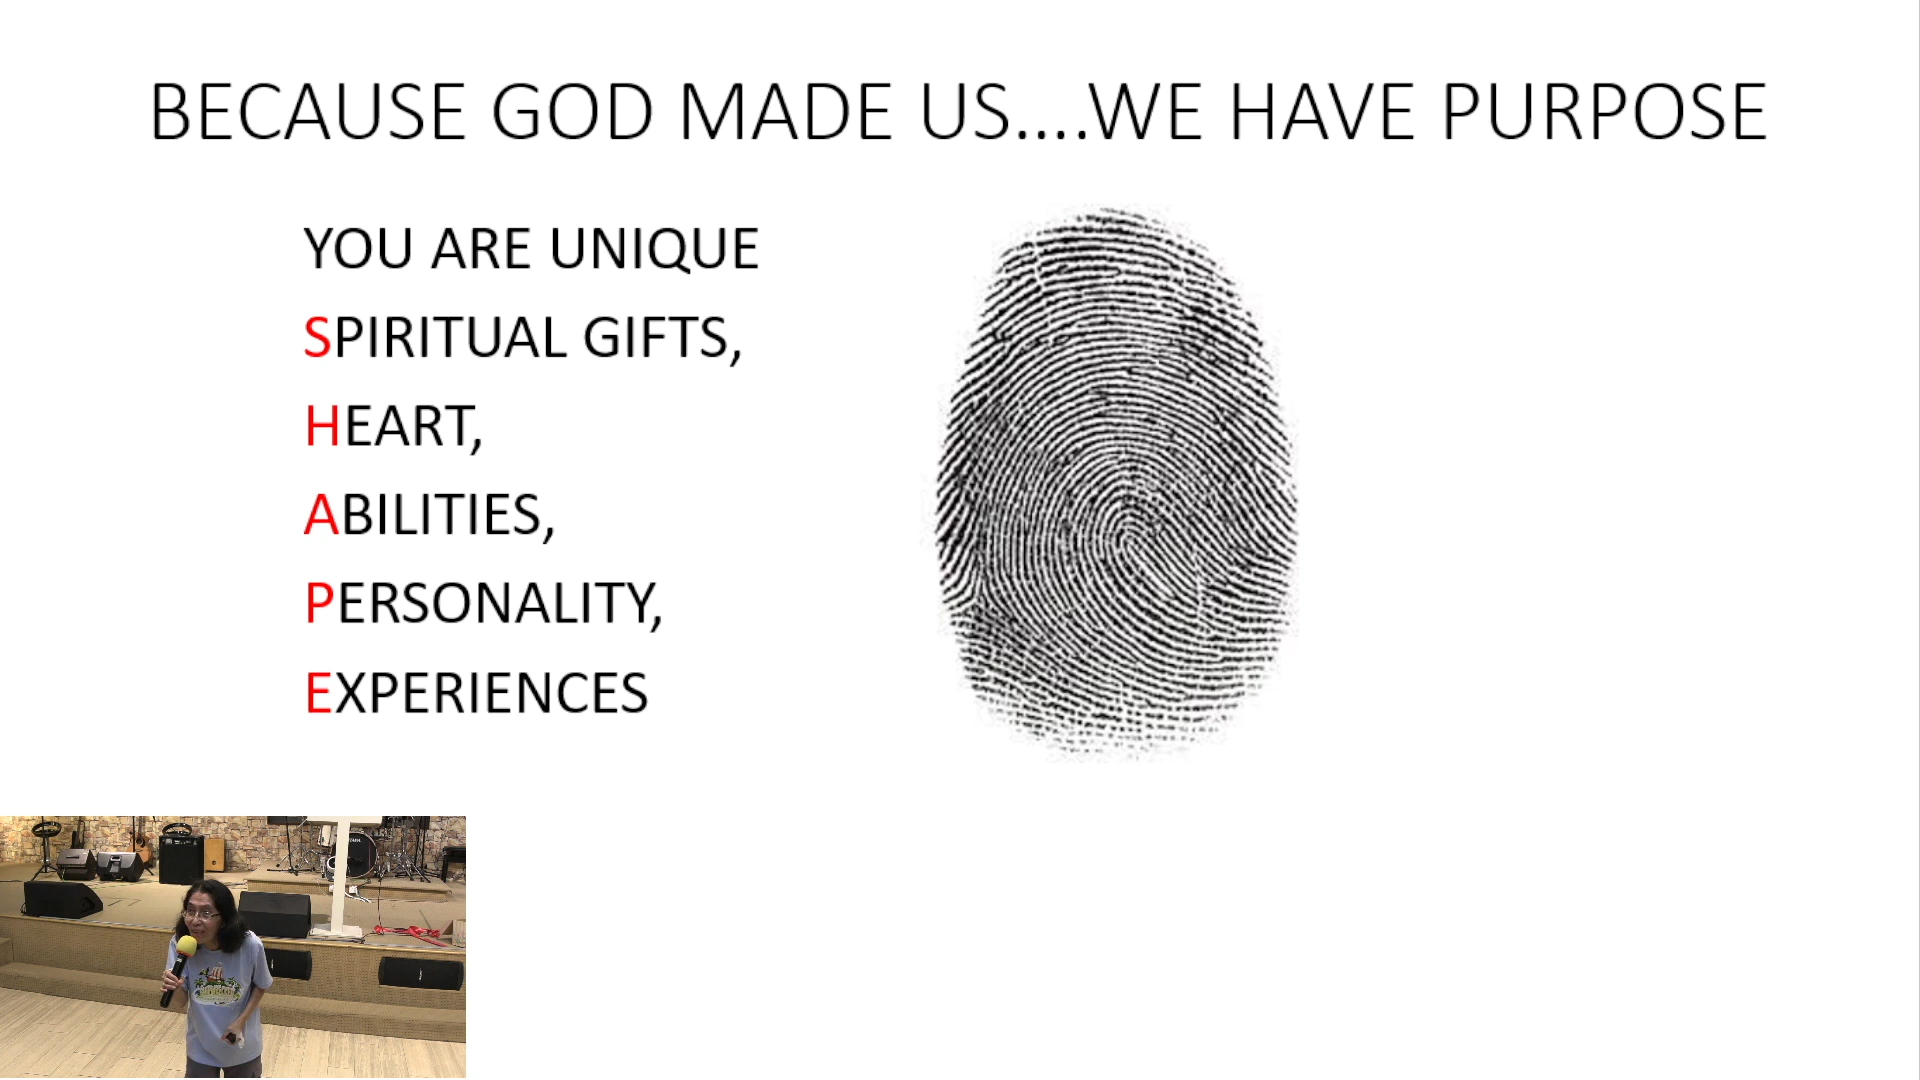 BECAUSE GOD MADE US....WE HAVE PURPOSE
YOU ARE UNIQUE
SPIRITUAL GIFTS,
HEART,
ABILITIES,
PERSONALITY,
EXPERIENCES